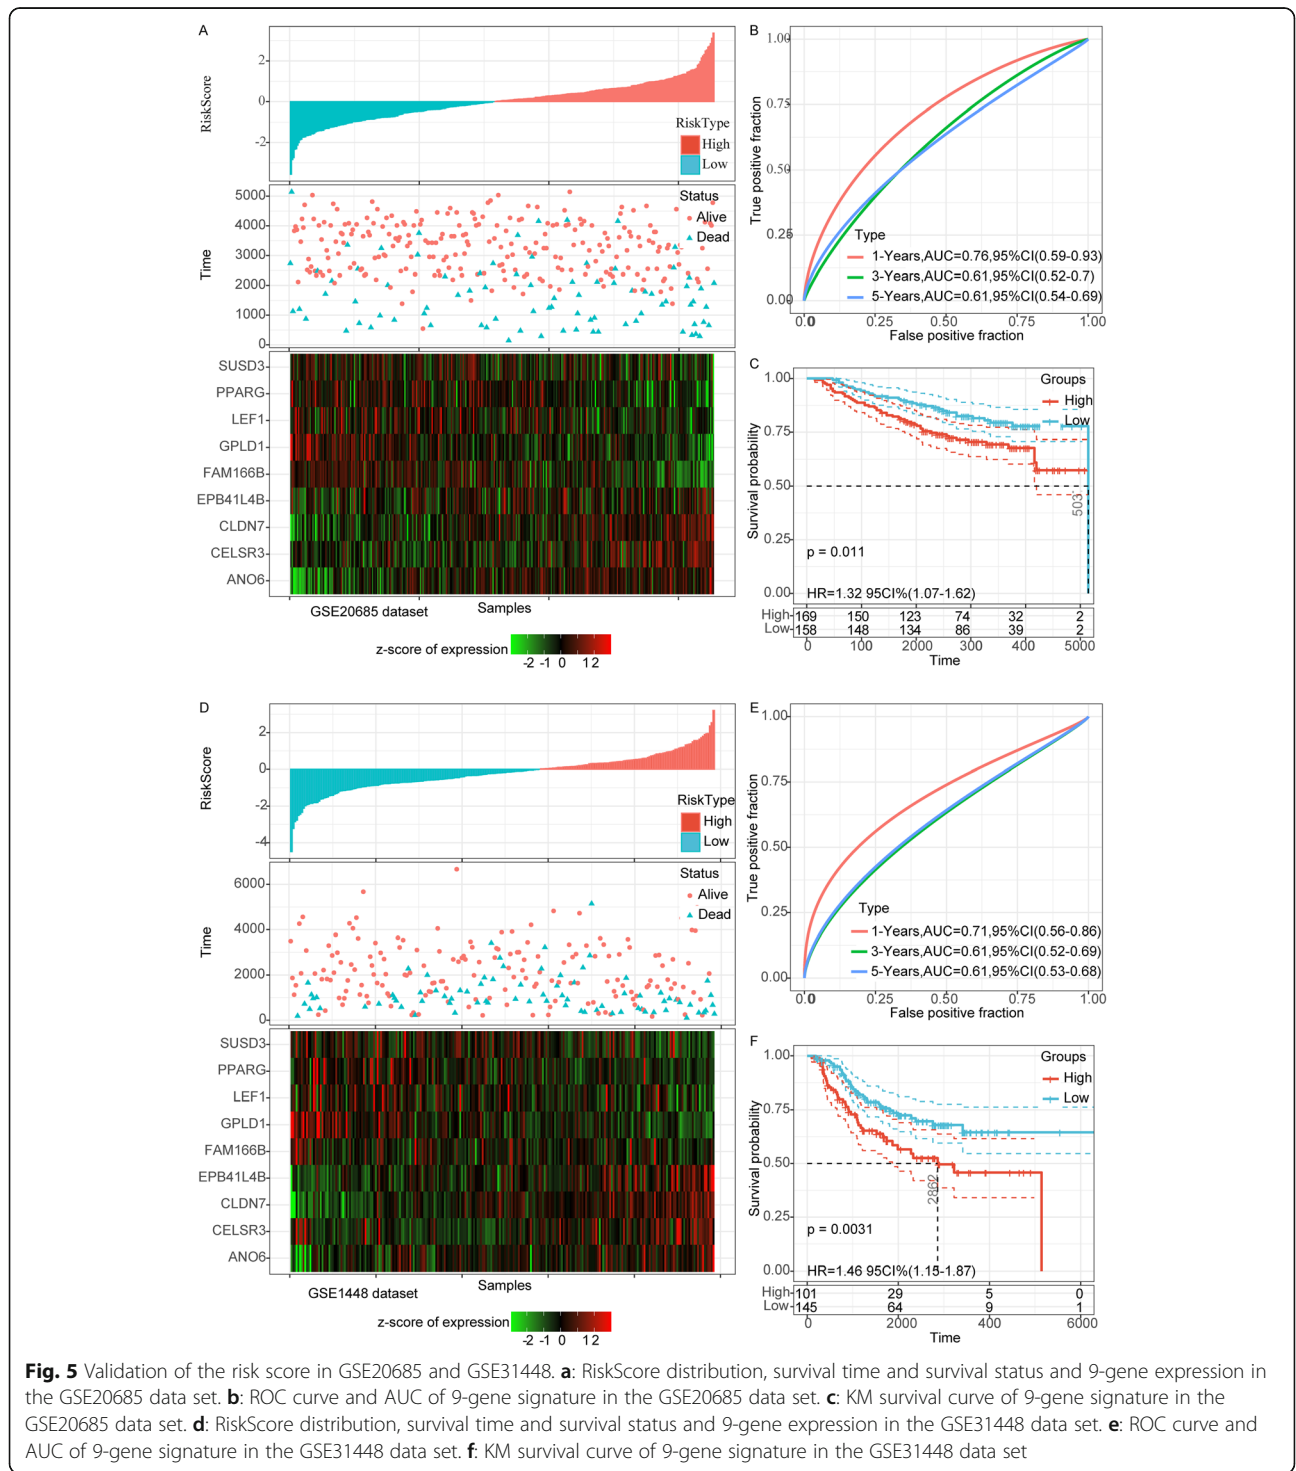 A
RiskScore
2
0
-2
RiskType
High
Low
Time
5000
4000
3000
2000
1000
0
Status
Alive
Dead
SUSD3
PPARG
LEF1
GPLD1
FAM166B
EPB41L4B
CLDN7
CELSR3
ANO6
GSE20685 dataset
Samples
z-score of expression
-2 -1 0 12
B
True positive fraction
1.00
0.75
0.50
0.25
0.00
Type
1-Years,AUC=0.76,95%CI(0.59-0.93)
3-Years,AUC=0.61,95%CI(0.52-0.7)
5-Years,AUC=0.61,95%CI(0.54-0.69)
0.0 0.25 0.50 0.75 1.00
False positive fraction
C
Survival probability
1.00
0.75
0.50
0.25
0.00
Groups
High
Low
503
p = 0.011
HR=1.32 95CI%(1.07-1.62)
High 169 150 123 74 32 2
Low 158 148 134 86 39 2
0 100 2000 300 400 5000
Time
D
RiskScore
2
0
-2
-4
RiskType
High
Low
Time
6000
4000
2000
0
Status
Alive
Dead
SUSD3
PPARG
LEF1
GPLD1
FAM166B
EPB41L4B
CLDN7
CELSR3
ANO6
GSE1448 dataset
Samples
z-score of expression
-2 -1 0 12
E
True positive fraction
1.00
0.75
0.50
0.25
0.00
Type
1-Years,AUC=0.71,95%CI(0.56-0.86)
3-Years,AUC=0.61,95%CI(0.52-0.69)
5-Years,AUC=0.61,95%CI(0.53-0.68)
0.0 0.25 0.50 0.75 1.00
False positive fraction
F
Survival probability
1.00
0.75
0.50
0.25
0.00
Groups
High
Low
2862
p = 0.0031
HR=1.46 95CI%(1.15-1.87)
High 101 29 5 0
Low 145 64 9 1
0 2000 400 6000
Time
Fig. 5 Validation of the risk score in GSE20685 and GSE31448. a: RiskScore distribution, survival time and survival status and 9-gene expression in
the GSE20685 data set. b: ROC curve and AUC of 9-gene signature in the GSE20685 data set. c: KM survival curve of 9-gene signature in the
GSE20685 data set. d: RiskScore distribution, survival time and survival status and 9-gene expression in the GSE31448 data set. e: ROC curve and
AUC of 9-gene signature in the GSE31448 data set. f: KM survival curve of 9-gene signature in the GSE31448 data set